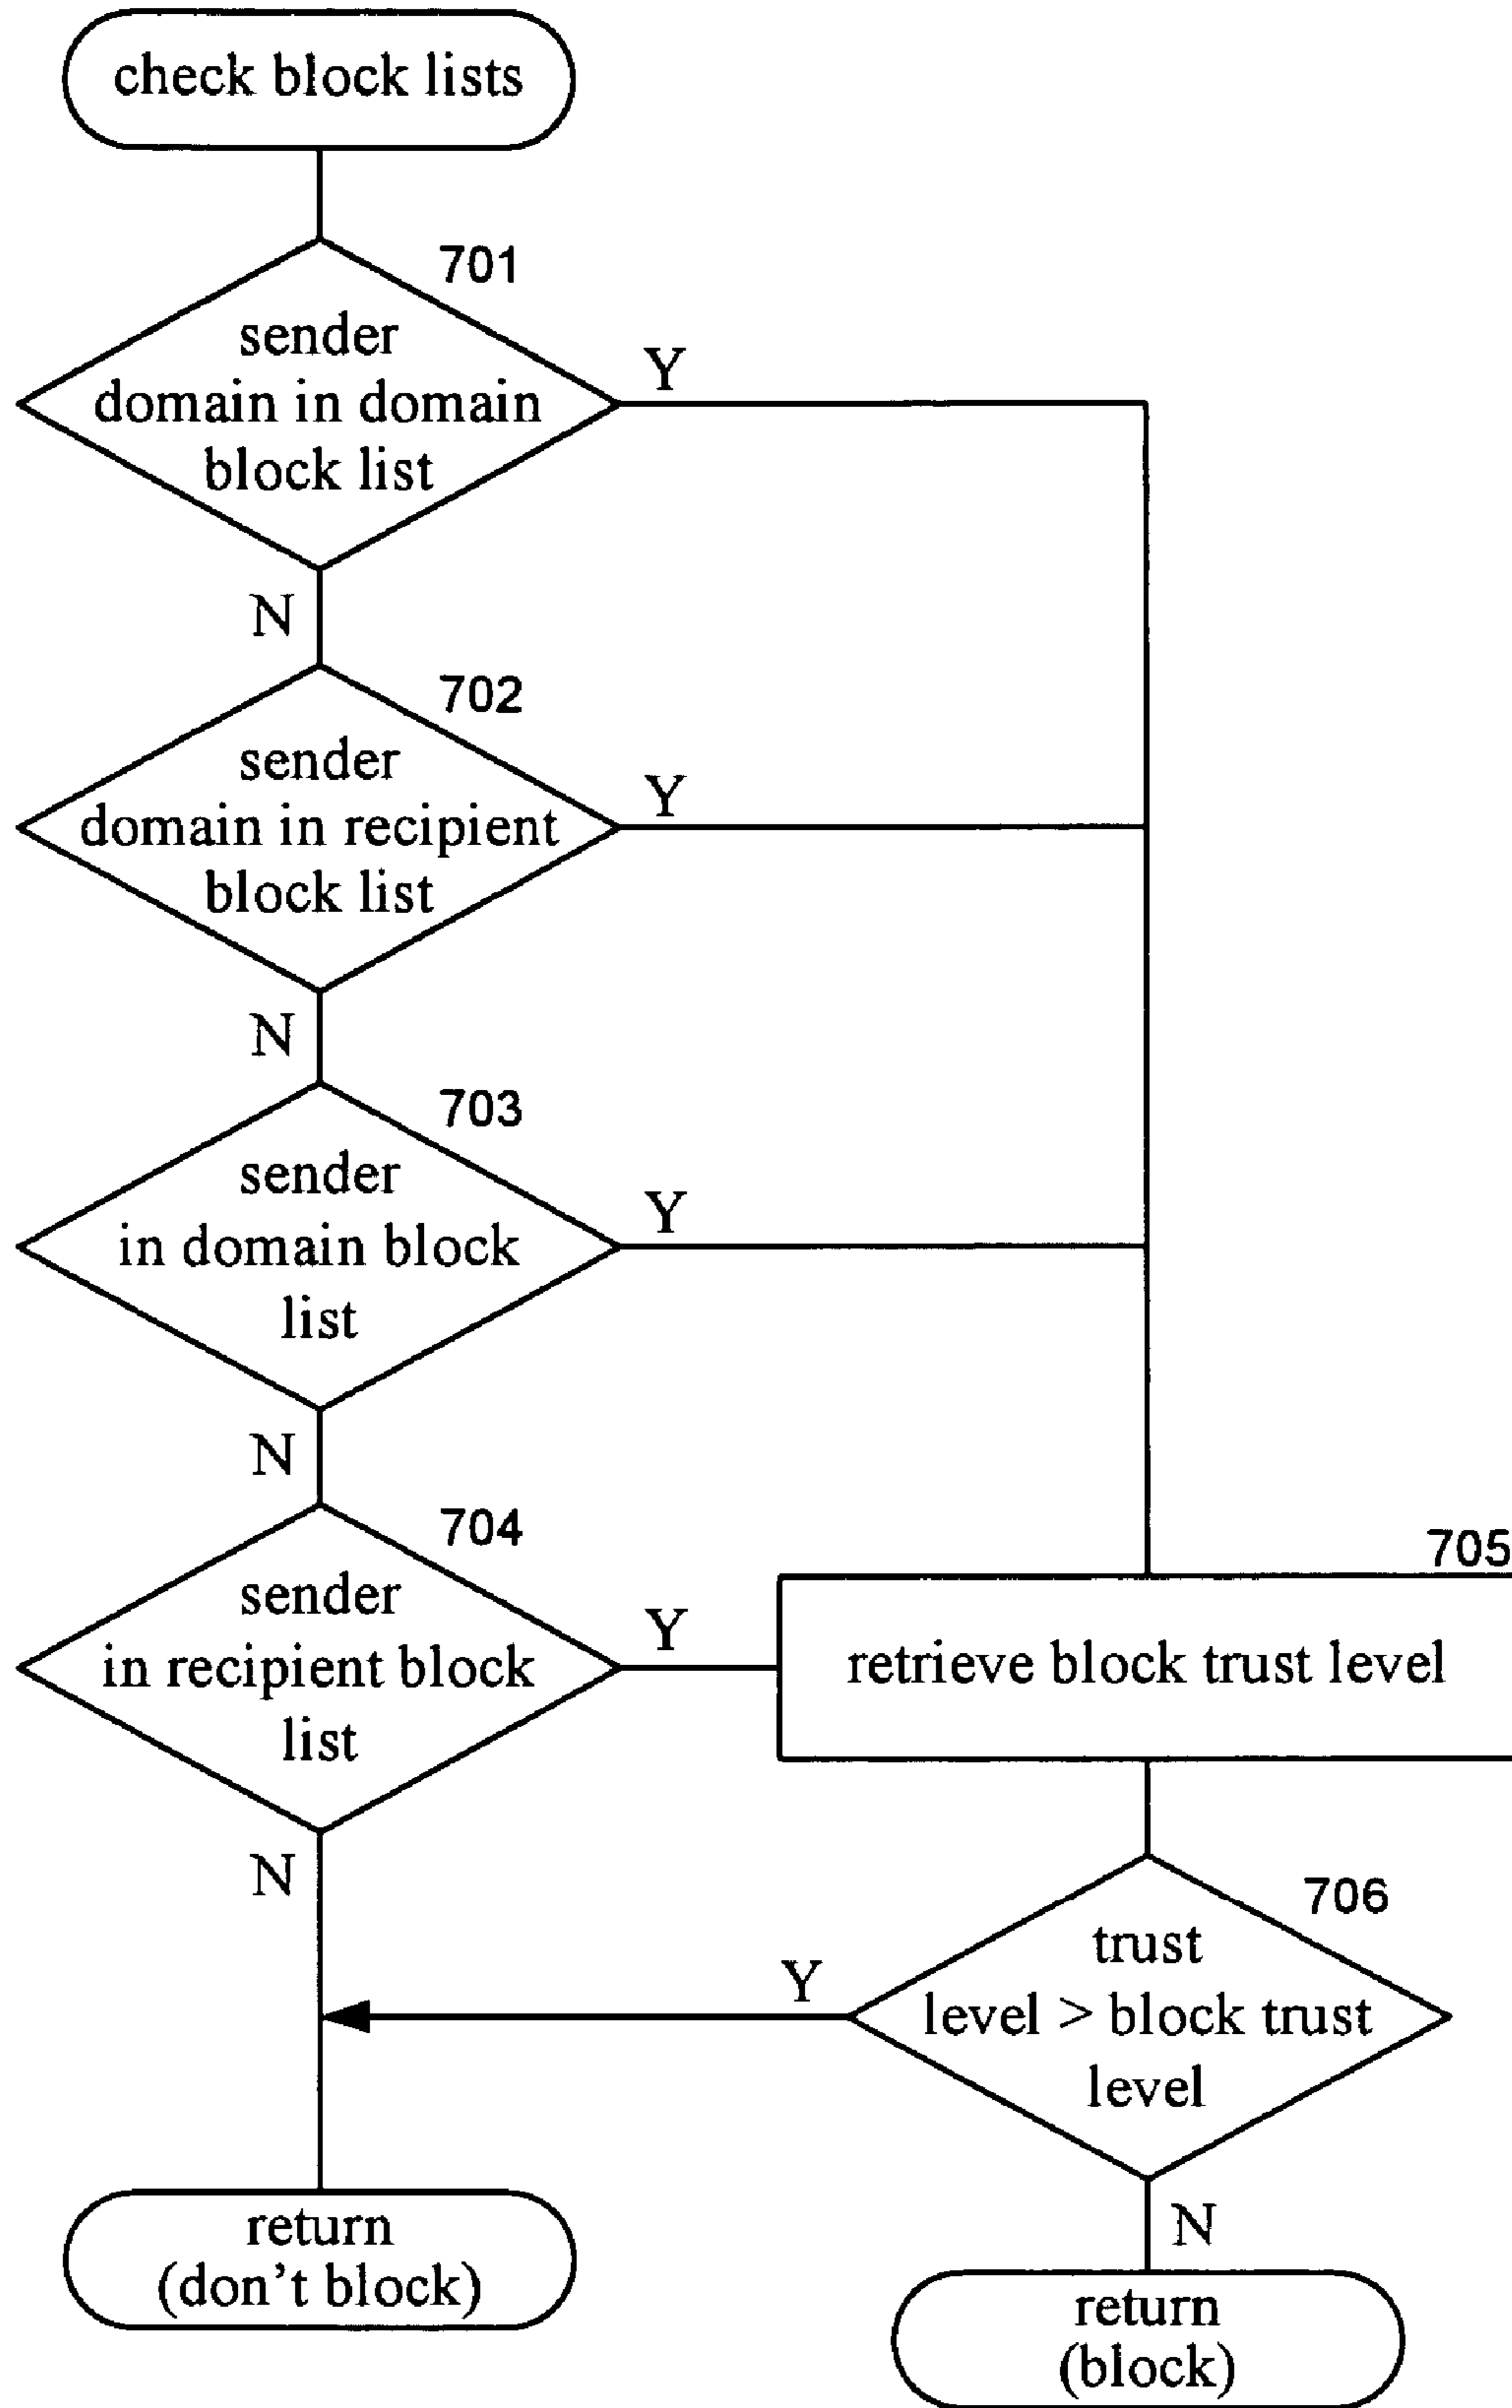 check block lists
701
sender
domain in domain
block list
Y
N
702
sender
domain in recipient
block list
Y
N
703
sender
in domain block
list
Y
N
704
sender
in recipient block
list
Y
N
705
retrieve block trust level
706
trust
level > block trust
level
Y
N
return
(don't block)
return
(block)